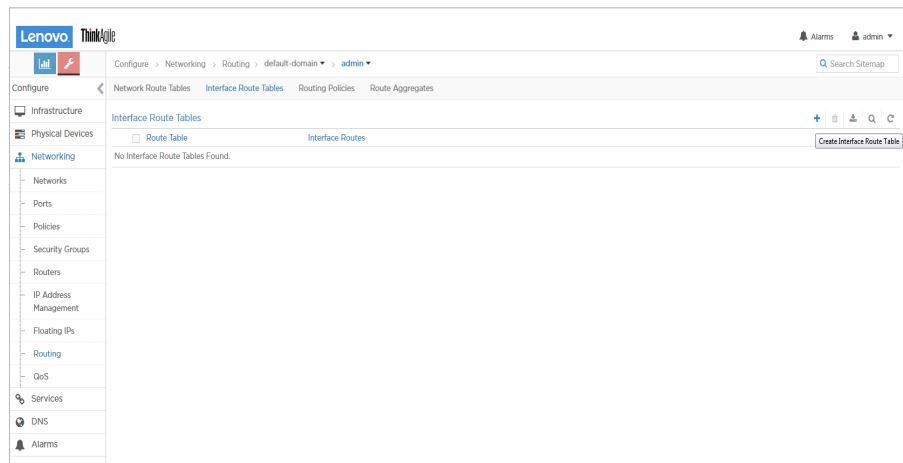 Lenovo. ThinkAgile
Alarms admin
Configure > Networking > Routing > default-domain > admin
Search Sitemap
Configure
Network Route Tables Interface Route Tables Routing Policies Route Aggregates
Infrastructure
Interface Route Tables
Physical Devices
Route Table Interface Routes
Create Interface Route Table
Networking
No Interface Route Tables Found.
Networks
Ports
Policies
Security Groups
Routers
IP Address
Management
Floating IPs
Routing
QoS
Services
DNS
Alarms